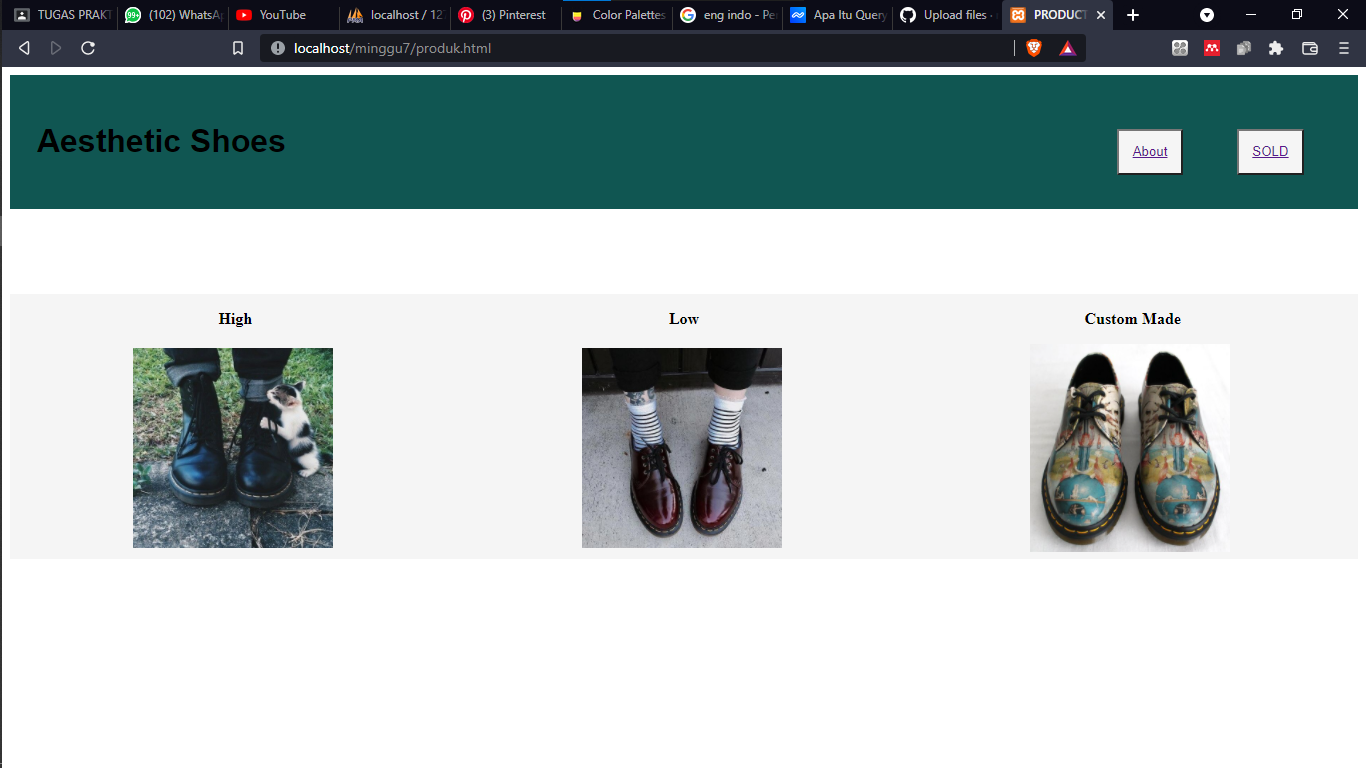 TUGAS PRAKT
99+
(102) WhatsA
YouTube
localhost / 12
(3) Pinterest
Color Palettes
eng indo - Pe
Apa Itu Query
Upload files ·
PRODUCT
localhost/minggu7/produk.html
Aesthetic Shoes
About
SOLD
High
Low
Custom Made